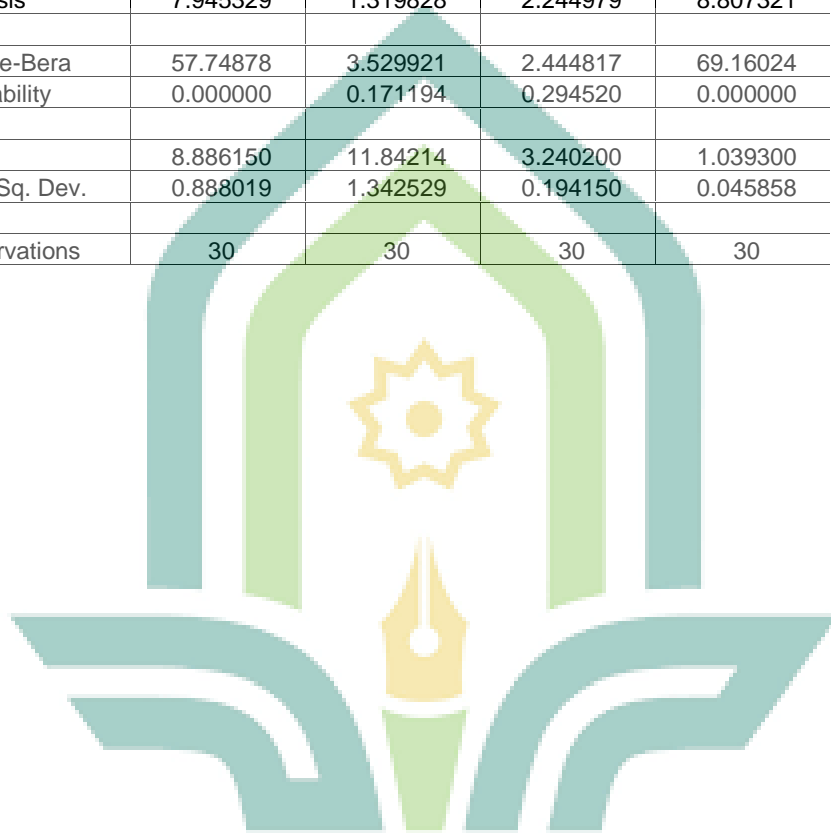 sis 7.945329 1.319828 2.244979 8.807321
e-Bera 57.74878 3.529921 2.444817 69.16024
ability 0.000000 0.171194 0.294520 0.000000
8.886150 11.84214 3.240200 1.039300
Sq. Dev. 0.888019 1.342529 0.194150 0.045858
rvations 30 30 30 30